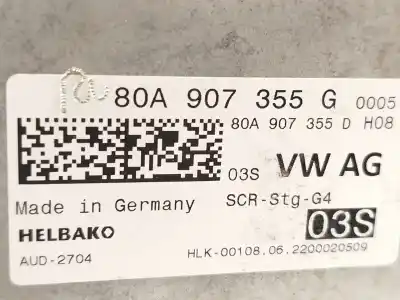 80A 907 355 G 0005
80A 907 355 D H08
03S VW AG
Made in Germany SCR-Stg-G4
HELBAKO 03S
AUD-2704 HLK-00108.06.2200020509